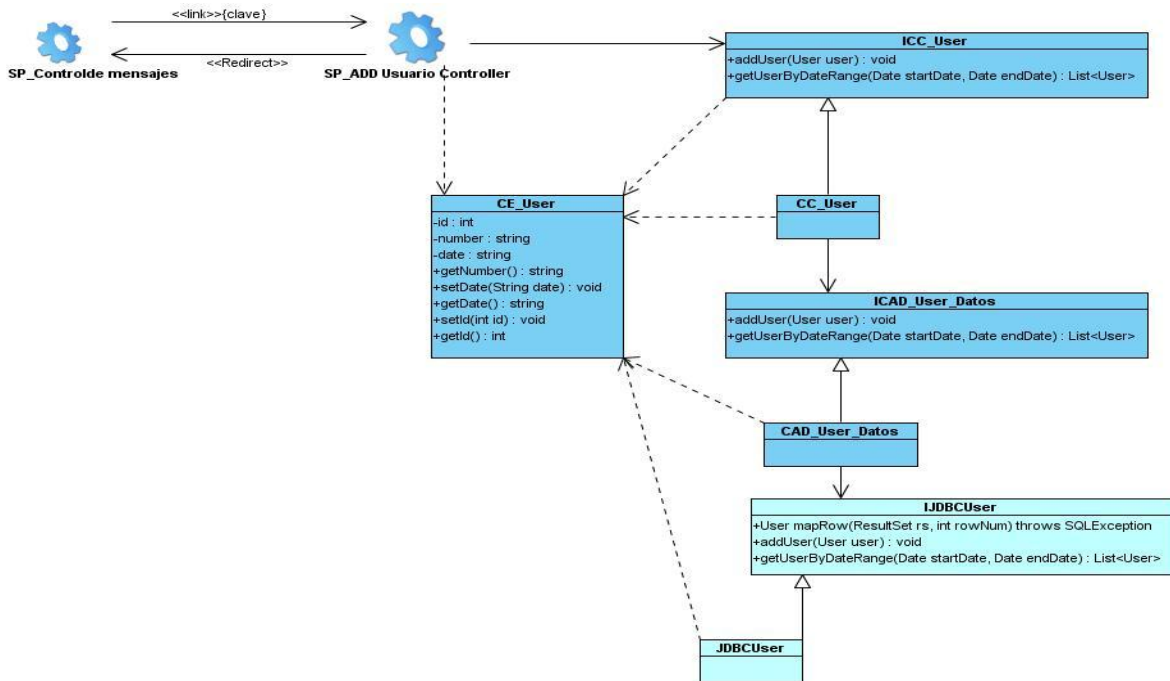 <<link>>{clave}
<<Redirect>>
SP_Controlde mensajes
SP_ADD Usuario Controller
ICC_User
+addUser(User user) : void
+getUserByDateRange(Date startDate, Date endDate) : List<User>
CE_User
-id : int
-number : string
-date : string
+getNumber() : string
+setDate(String date) : void
+getDate() : string
+setId(int id) : void
+getId() : int
CC_User
ICAD_User_Datos
+addUser(User user) : void
+getUserByDateRange(Date startDate, Date endDate) : List<User>
CAD_User_Datos
IJDBCUser
+User mapRow(ResultSet rs, int rowNum) throws SQLException
+addUser(User user) : void
+getUserByDateRange(Date startDate, Date endDate) : List<User>
JDBCUser